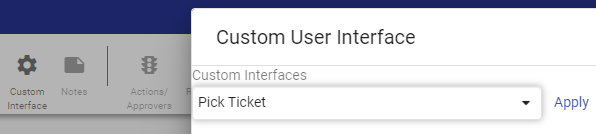 Custom User Interface
Custom Interfaces
Pick Ticket
Apply
Custom
Interface
Notes
Actions/
Approvers